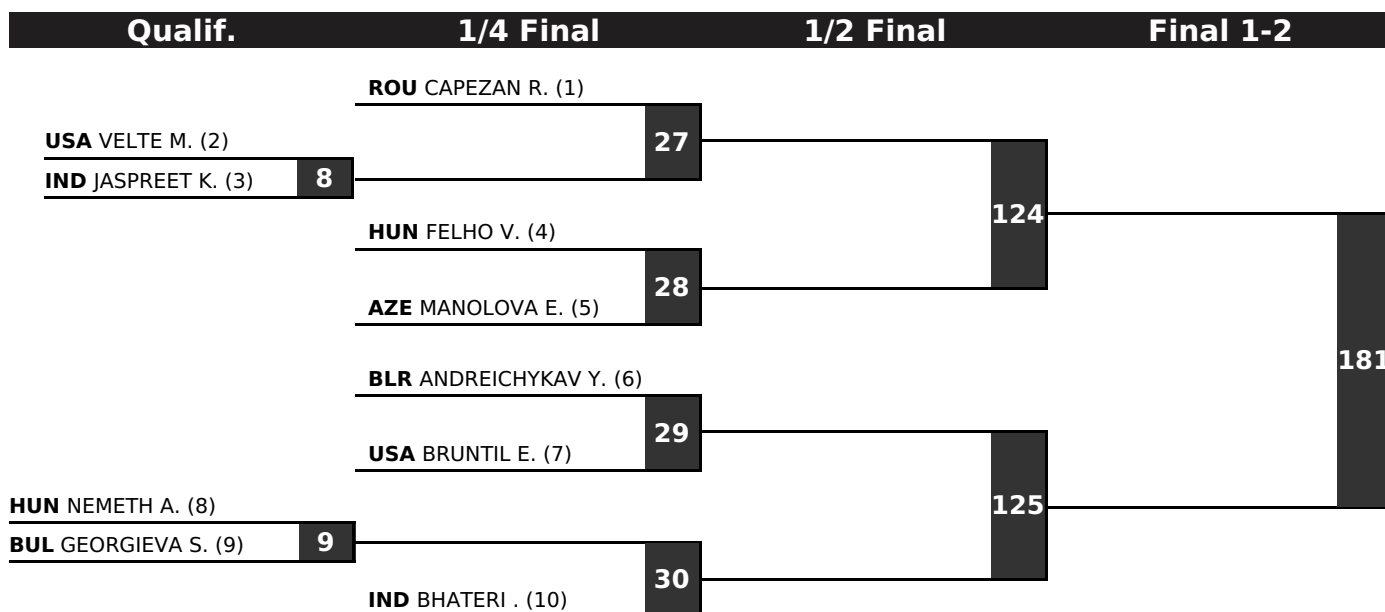 Qualif. 1/4 Final 1/2 Final Final 1-2
ROU CAPEZAN R. (1)
USA VELTE M. (2)
27
IND JASPREET K. (3) 8
124
HUN FELHO V. (4)
28
AZE MANOLOVA E. (5)
181
BLR ANDREICHYKAV Y. (6)
29
USA BRUNTIL E. (7)
HUN NEMETH A. (8)
125
BUL GEORGIEVA S. (9) 9
30
IND BHATERI . (10)